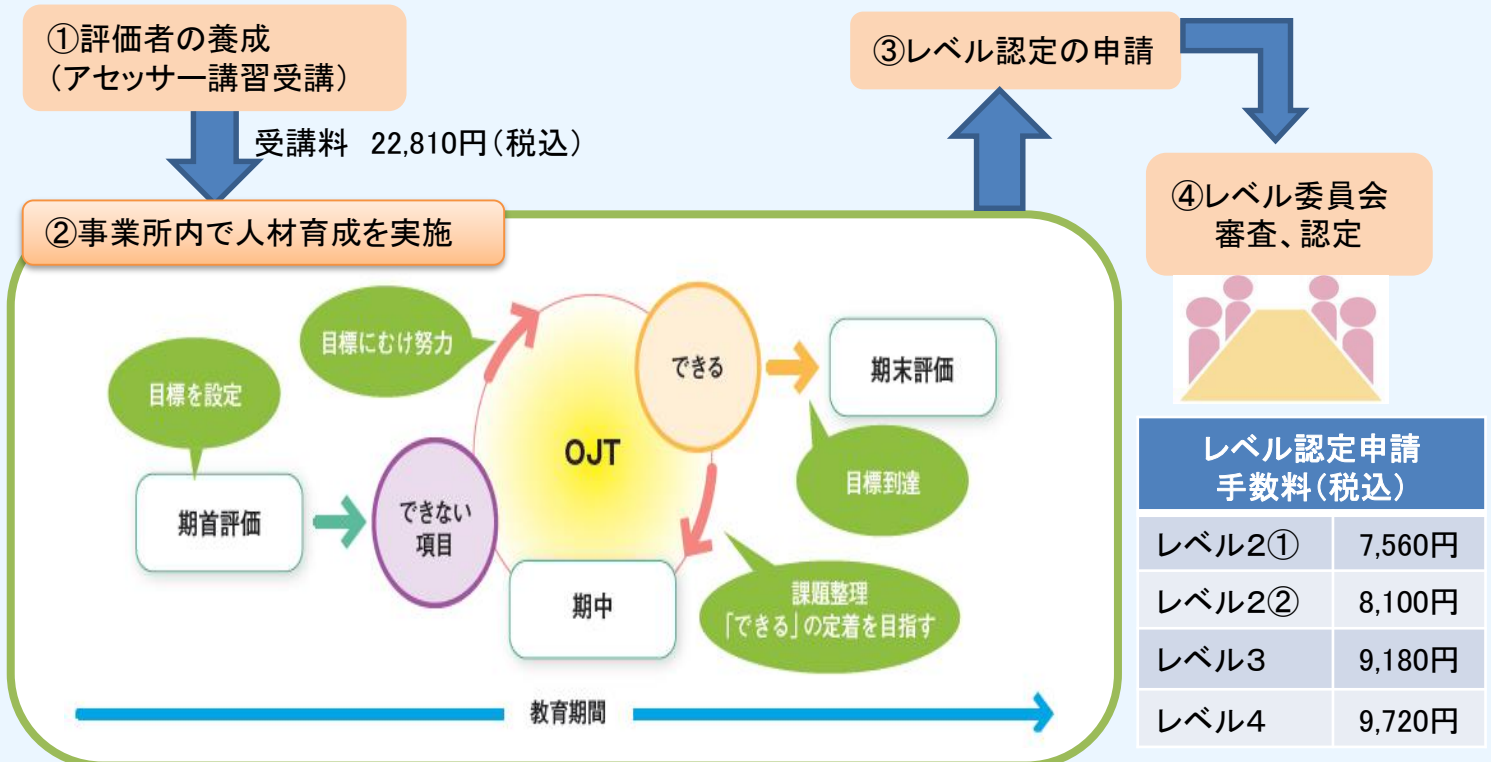 ①評価者の養成
(アセッサー講習受講)
受講料 22,810円(税込)
②事業所内で人材育成を実施
目標を設定
期首評価
できない
項目
目標にむけ努力
OJT
できる
期末評価
目標到達
期中
課題整理
「できる」の定着を目指す
教育期間
③レベル認定の申請
④レベル委員会
審査、認定
レベル認定申請
手数料(税込)
レベル2① 7,560円
レベル2② 8,100円
レベル3 9,180円
レベル4 9,720円